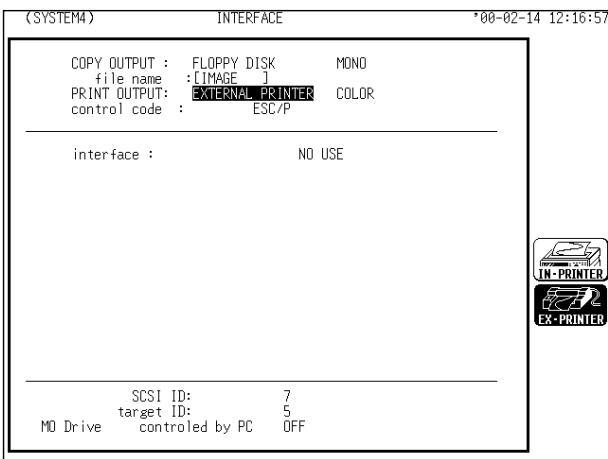 (SYSTEM4) INTERFACE '00-02-14 12:16:57
COPY OUTPUT : FLOPPY DISK MONO
file name :[IMAGE ]
PRINT OUTPUT: EXTERNAL PRINTER COLOR
control code : ESC/P
interface : NO USE
IN-PRINTER
EX-PRINTER
SCSI ID: 7
target ID: 5
MO Drive controled by PC OFF